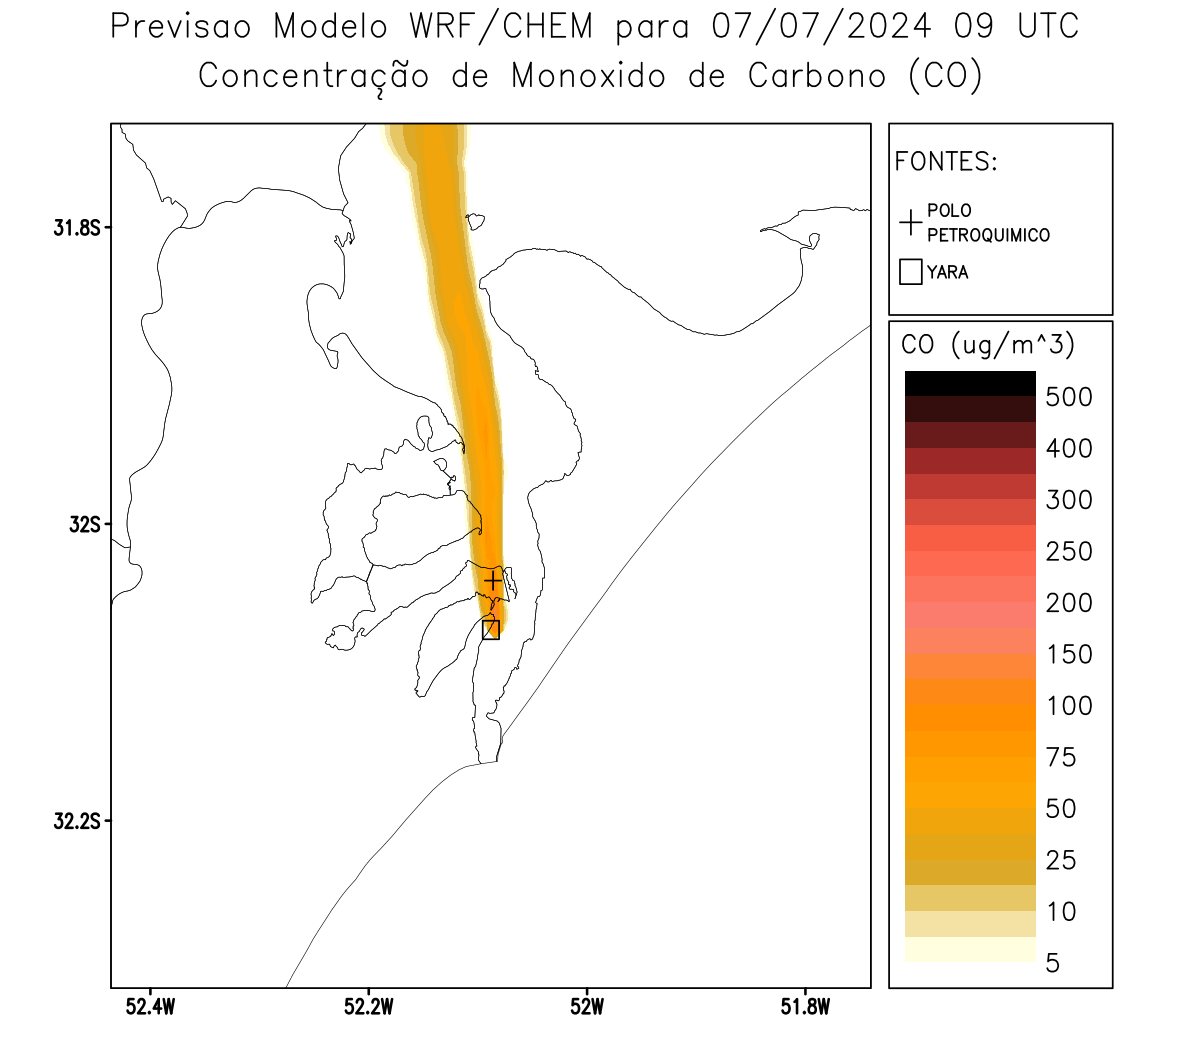 Previsao Modelo WRF/CHEM para 07/07/2024 09 UTC
Concentração de Monoxido de Carbono (CO)
FONTES:
POLO
PETROQUIMICO
YARA
CO (ug/m^3)
500
400
300
250
200
150
100
75
50
25
10
5
31.8S
32S
32.2S
52.4W
52.2W
52W
51.8W